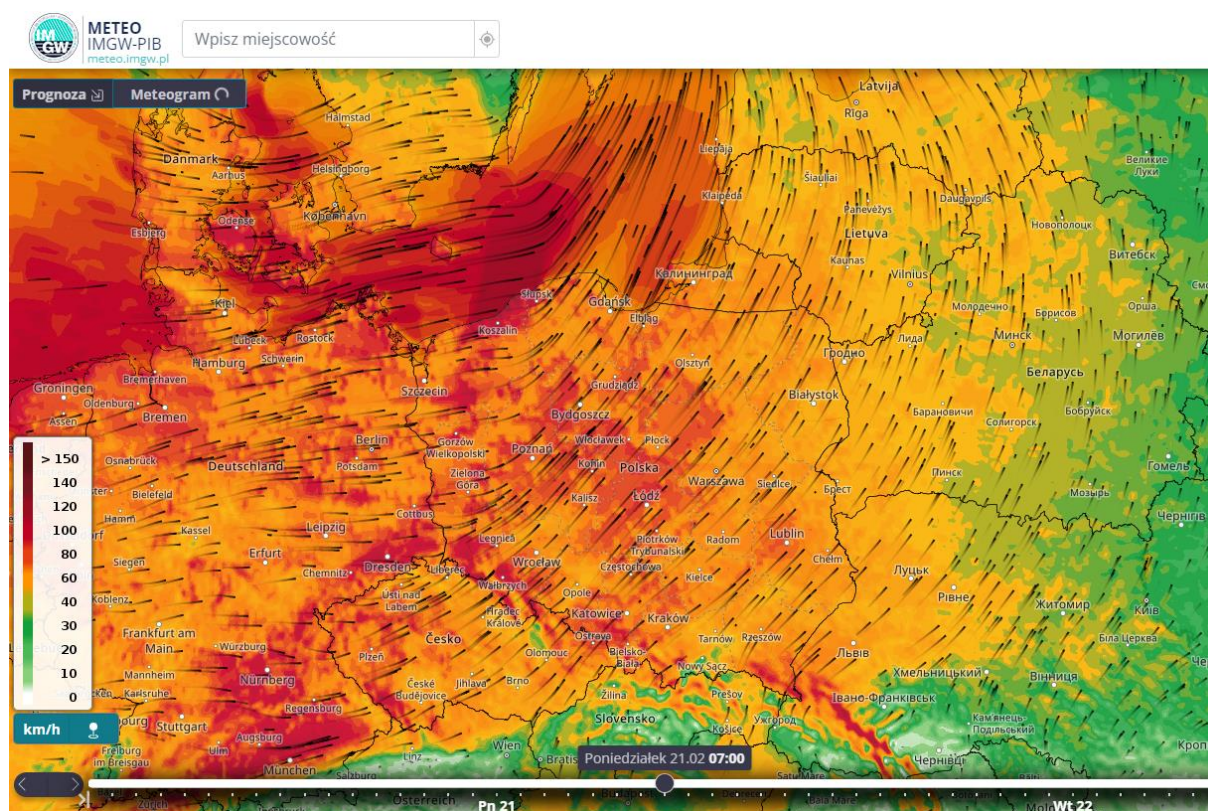 METEO
IMGW-PIB
meteo.imgw.pl
IM
GW
Wpisz miejscowość
Prognoza
Meteogram
Latvija
Rīga
Halmstad
Liepāja
Великие
Луки
Danmark
Aarhus
Helsingborg
Šiauliai
Klaipėda
Daugavpils
Panevėžys
Odense
København
Esbjerg
Lietuva
Новополоцк
Kaunas
Витебск
Калининград
Vilnius
Kiel
Słupsk
Gdańsk
Elbląg
Молодечно
Борисов
Орша
Koszalin
Lübeck
Rostock
Лида
Минск
Могилёв
Hamburg
Schwerin
Olsztyn
Гродно
Беларусь
Groningen
Bremerhaven
Szczecin
Grudziądz
Białystok
Oldenburg
Assen
Bremen
Bydgoszcz
Барановичи
Бобруйск
Солигорск
Berlin
Gorzów
Wielkopolski
Poznań
Włocławek
Płock
> 150
Osnabrück
Deutschland
Potsdam
Zielona
Góra
Konin
Polska
Warszawa
Siedlce
Брест
Пинск
Гомель
140
Bielefeld
Kalisz
Łódź
Мозырь
120
Hamm
Kassel
Leipzig
Cottbus
Чернігів
100
Legnica
Piotrków
Trybunalski
Radom
Lublin
80
Siegen
Erfurt
Chemnitz
Dresden
Liberec
Wrocław
Częstochowa
Chełm
60
Wałbrzych
Kielce
Луцьк
Рівне
40
Koblenz
Ústí nad
Labem
Hradec
Králové
Opole
Katowice
Kraków
Житомир
Київ
30
Frankfurt am
Main
Würzburg
Česko
Ostrava
Tarnów
Rzeszów
Біла Церква
20
Plzeň
Olomouc
Bielsko-
Biała
Львів
10
Mannheim
Nürnberg
Nowy Sącz
Хмельницький
Вінниця
0
Karlsruhe
České
Budějovice
Jihlava
Brno
Žilina
Prešov
Івано-Франківськ
Regensburg
Slovensko
Košice
Ужгород
Кам'янець-
Подільський
km/h
Stuttgart
Augsburg
Ulm
Wien
Freiburg
im Breisgau
München
Linz
Чернівці
Salzburg
Poniedziałek 21.02 07:00
Satu Mare
Zürich
Österreich
Pn 21
Baia Mare
Wt 22